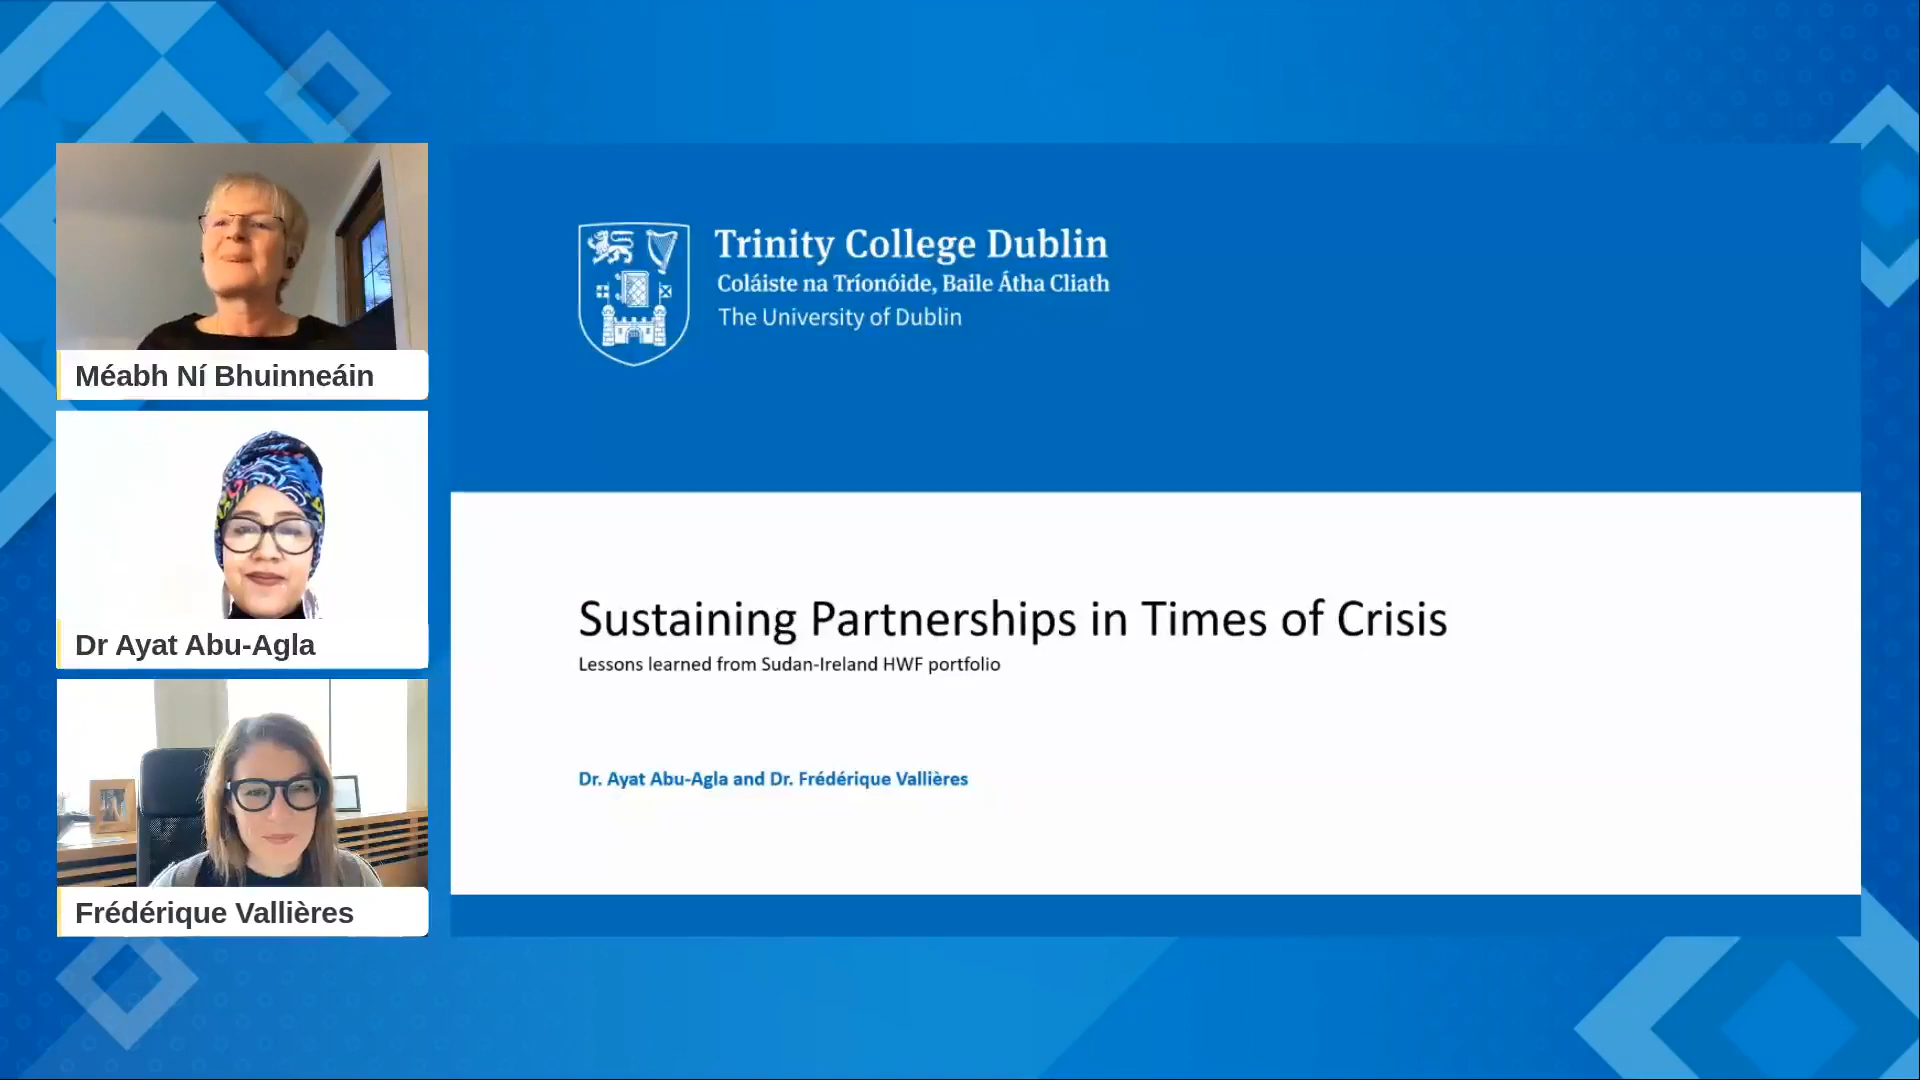 Méabh Ní Bhuinneáin
Dr Ayat Abu-Agla
Frédérique Vallières
Trinity College Dublin
Coláiste na Tríonóide, Baile Átha Cliath
The University of Dublin
Sustaining Partnerships in Times of Crisis
Lessons learned from Sudan-Ireland HWF portfolio
Dr. Ayat Abu-Agla and Dr. Frédérique Vallières